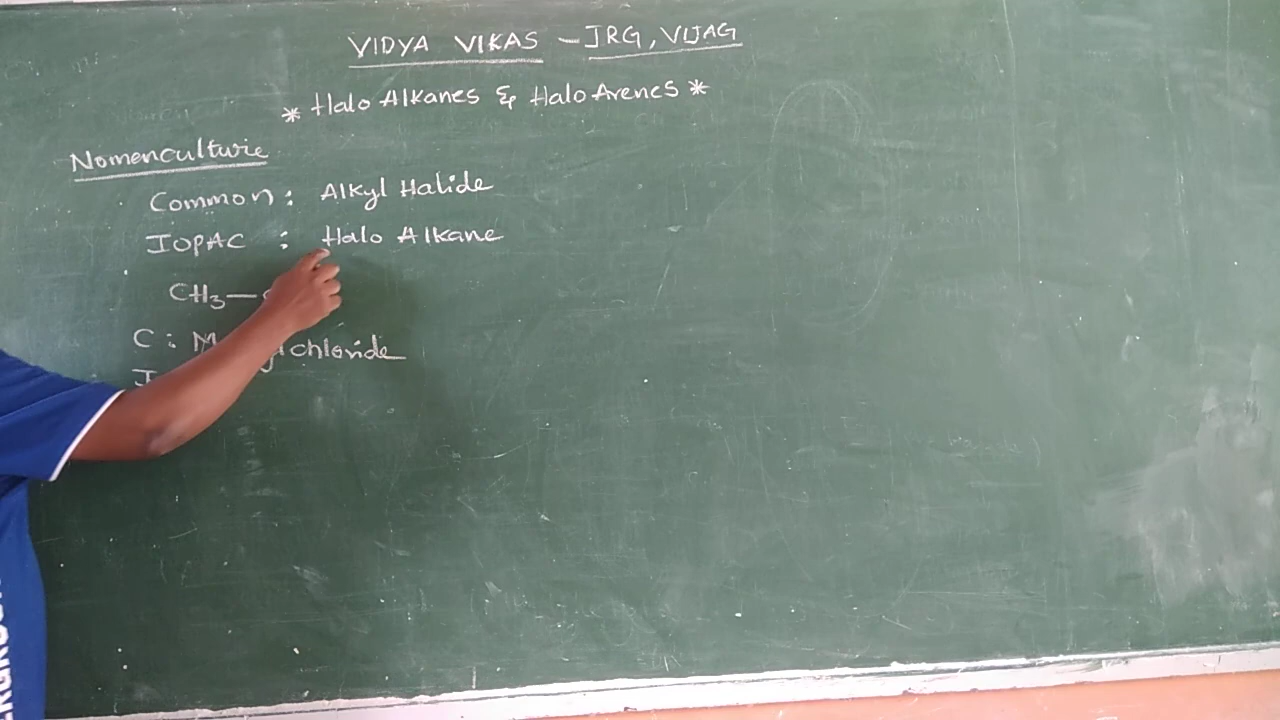 VIDYA VIKAS - JRG, VIJAG
* Halo Alkanes & Halo Arenes *
Nomenculture
Common : Alkyl Halide
IUPAC : Halo Alkane
CH3—
C : chloride
I